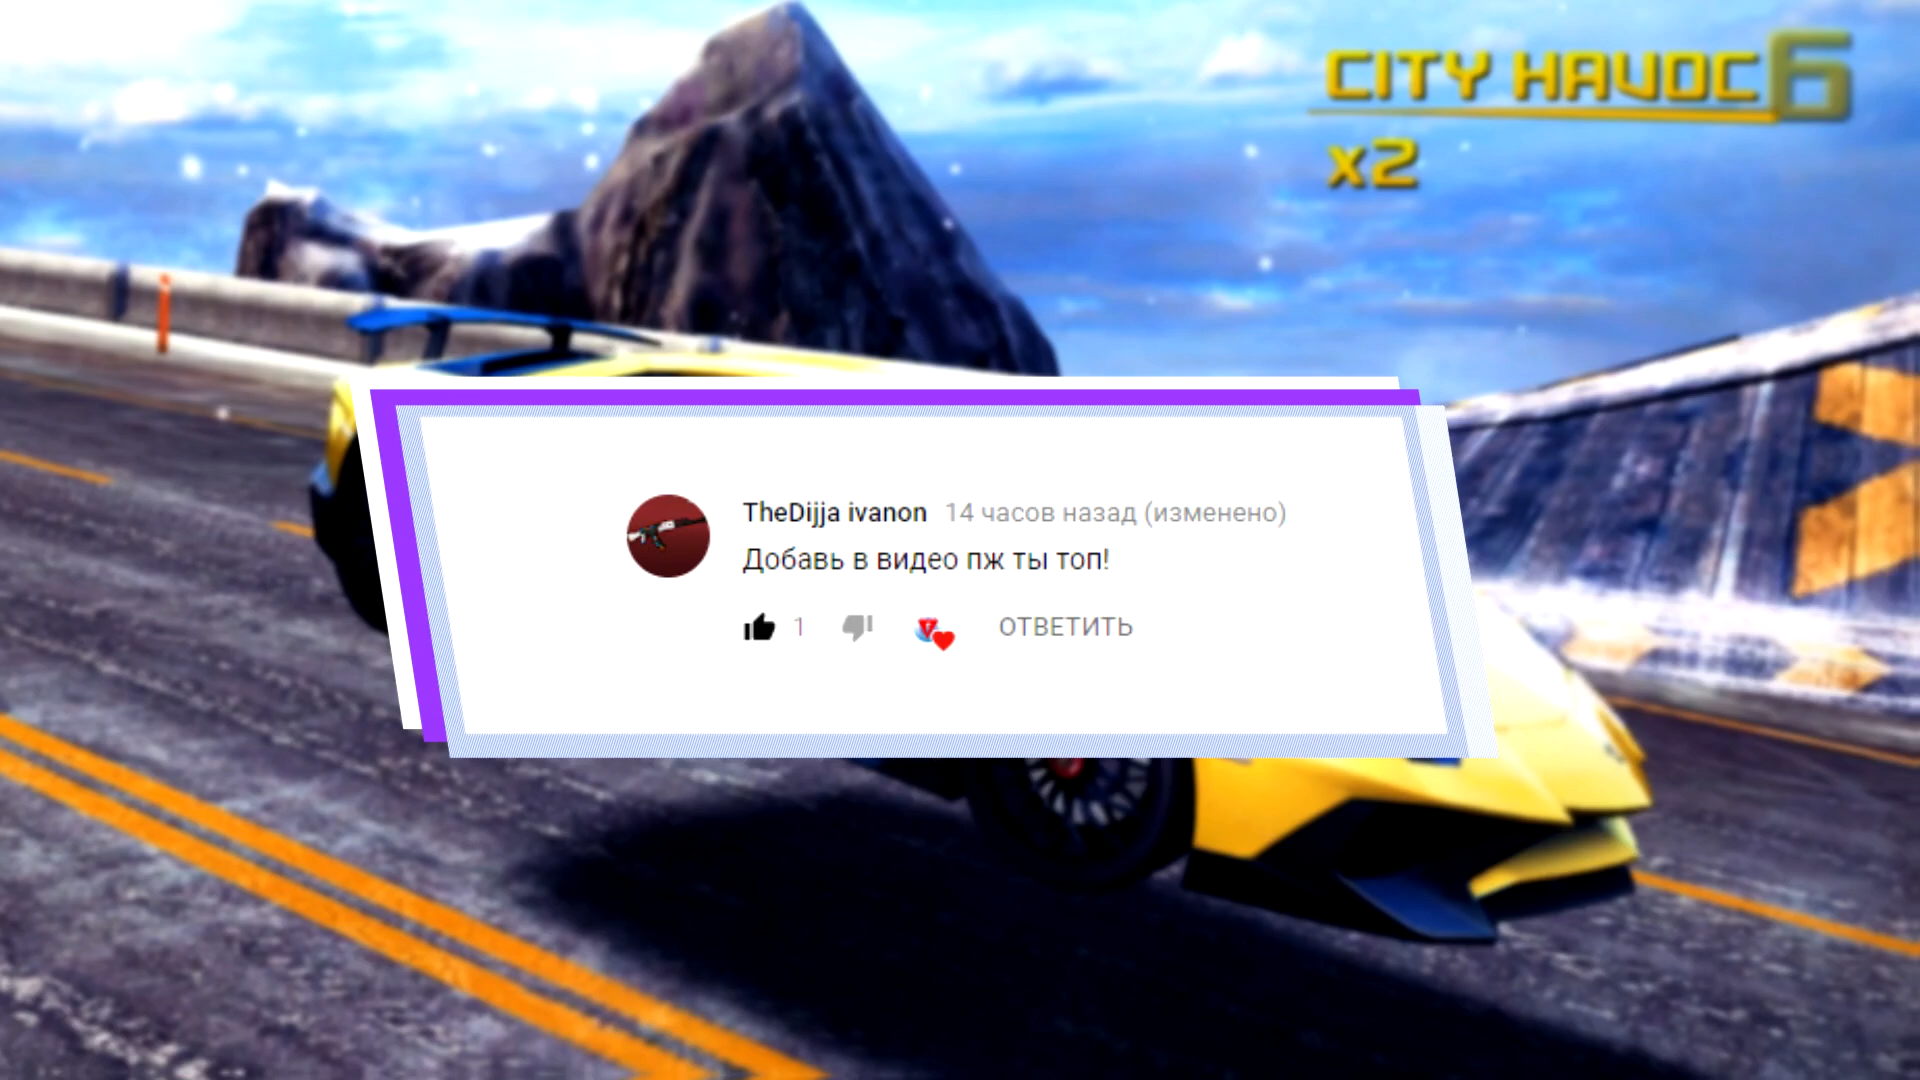 CITY HAVOC 6
x2
TheDijja ivanon 14 часов назад (изменено)
Добавь в видео пж ты топ!
1 ОТВЕТИТЬ